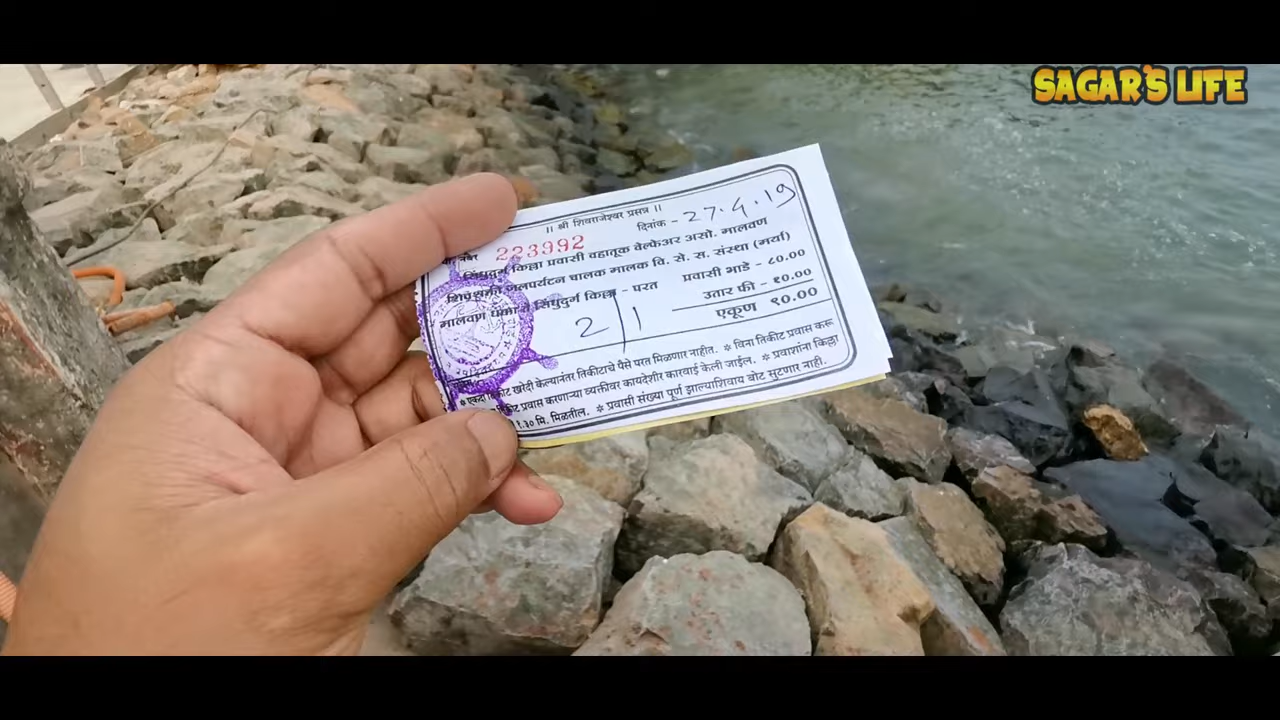 SAGAR'S LIFE
॥ श्री शिवराजेश्वर प्रसन्न ॥
दिनांक - 27.4.19
223992
सिंधुदुर्ग किल्ला प्रवासी वहातूक वेल्फेअर असो. मालवण
जलपर्यटन चालक मालक वि. से. स. संस्था (मर्या)
मालवण धक्का ते सिंधुदुर्ग किल्ला - परत
प्रवासी भाडे - ८०.००
उतार फी - १०.००
एकूण ९०.००
2/1
खरेदी केल्यानंतर तिकीटाचे पैसे परत मिळणार नाहीत. * विना तिकीट प्रवास करू
प्रवास करणाऱ्या व्यक्तीवर कायदेशीर कारवाई केली जाईल. * प्रवाशांना किल्ला
१.३० मि. मिळतील. * प्रवासी संख्या पूर्ण झाल्याशिवाय बोट सुटणार नाही.